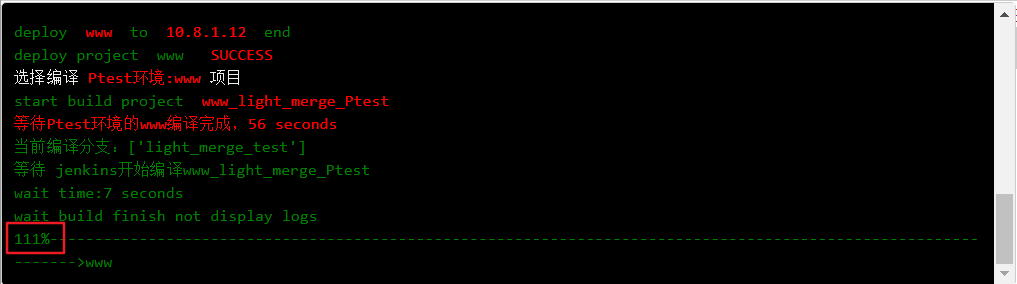 deploy www to 10.8.1.12 end
deploy project www SUCCESS
选择编译 Ptest环境:www 项目
start build project www_light_merge_Ptest
等待Ptest环境的www编译完成，56 seconds
当前编译分支：['light_merge_test']
等待 jenkins开始编译www_light_merge_Ptest
wait time:7 seconds
wait build finish not display logs
111%--------------------------------------------------------------------------------------------------------
------->www